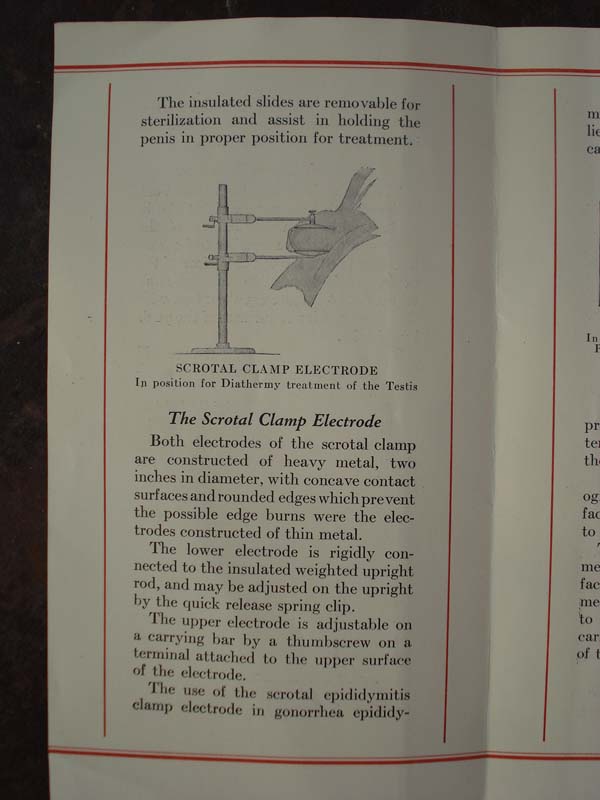 The insulated slides are removable for
sterilization and assist in holding the
penis in proper position for treatment.
SCROTAL CLAMP ELECTRODE
In position for Diathermy treatment of the Testis
The Scrotal Clamp Electrode
Both electrodes of the scrotal clamp
are constructed of heavy metal, two
inches in diameter, with concave contact
surfaces and rounded edges which prevent
the possible edge burns were the elec-
trodes constructed of thin metal.
The lower electrode is rigidly con-
nected to the insulated weighted upright
rod, and may be adjusted on the upright
by the quick release spring clip.
The upper electrode is adjustable on
a carrying bar by a thumbscrew on a
terminal attached to the upper surface
of the electrode.
The use of the scrotal epididymitis
clamp electrode in gonorrhea epididy-